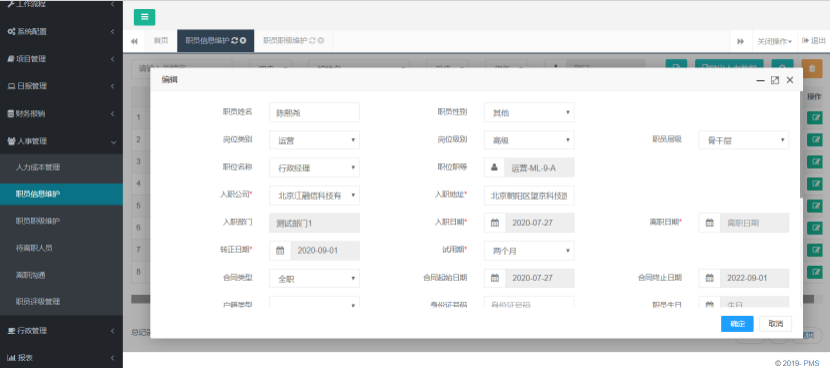 工作流程
系统配置
项目管理
日报管理
财务报销
人事管理
人力成本管理
职员信息维护
职员职级维护
待离职人员
离职沟通
职员评级管理
行政管理
报表
首页
职员信息维护
职员职级维护
关闭操作
退出
操作
1
2
3
4
5
6
7
8
编辑
职员姓名 陈熙尧 职员性别 其他
岗位类别 运营 岗位级别 高级 职员层级 骨干层
职位名称 行政经理 职位职等 运营-ML-9-A
入职公司* 北京江融信科技有 入职地址* 北京朝阳区望京科技园
入职部门 测试部门1 入职日期* 2020-07-27 离职日期* 离职日期
转正日期* 2020-09-01 试用期* 两个月
合同类型 全职 合同起始日期 2020-07-27 合同终止日期 2022-09-01
户籍类型 身份证号码 身份证号码 职员生日 生日
确定 取消
总记录
© 2019- PMS